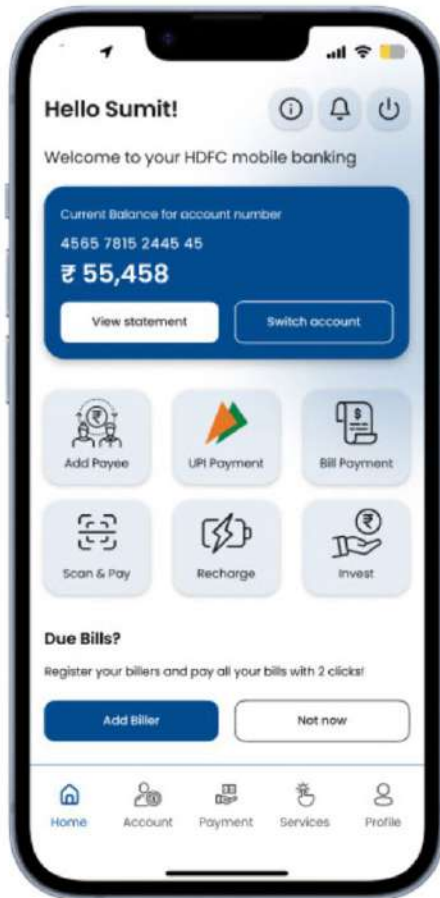 Hello Sumit!
Welcome to your HDFC mobile banking
Current Balance for account number
4565 7815 2445 45
₹ 55,458
View statement
Switch account
Add Payee
UPI Payment
Bill Payment
Scan & Pay
Recharge
Invest
Due Bills?
Register your billers and pay all your bills with 2 clicks!
Add Biller
Not now
Home
Account
Payment
Services
Profile